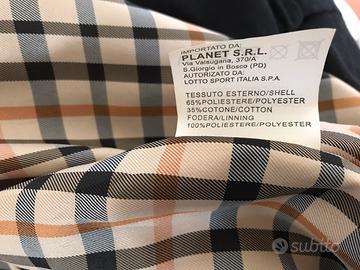 IMPORTATO DA:
PLANET S.R.L.
Via Valsugana, 370/A
S.Giorgio in Bosco (PD)
AUTORIZATO DA:
LOTTO SPORT ITALIA S.P.A.
TESSUTO ESTERNO/SHELL
65%POLIESTERE/POLYESTER
35%COTONE/COTTON
FODERA/LINNING
100%POLIESTERE/POLYESTER
subito